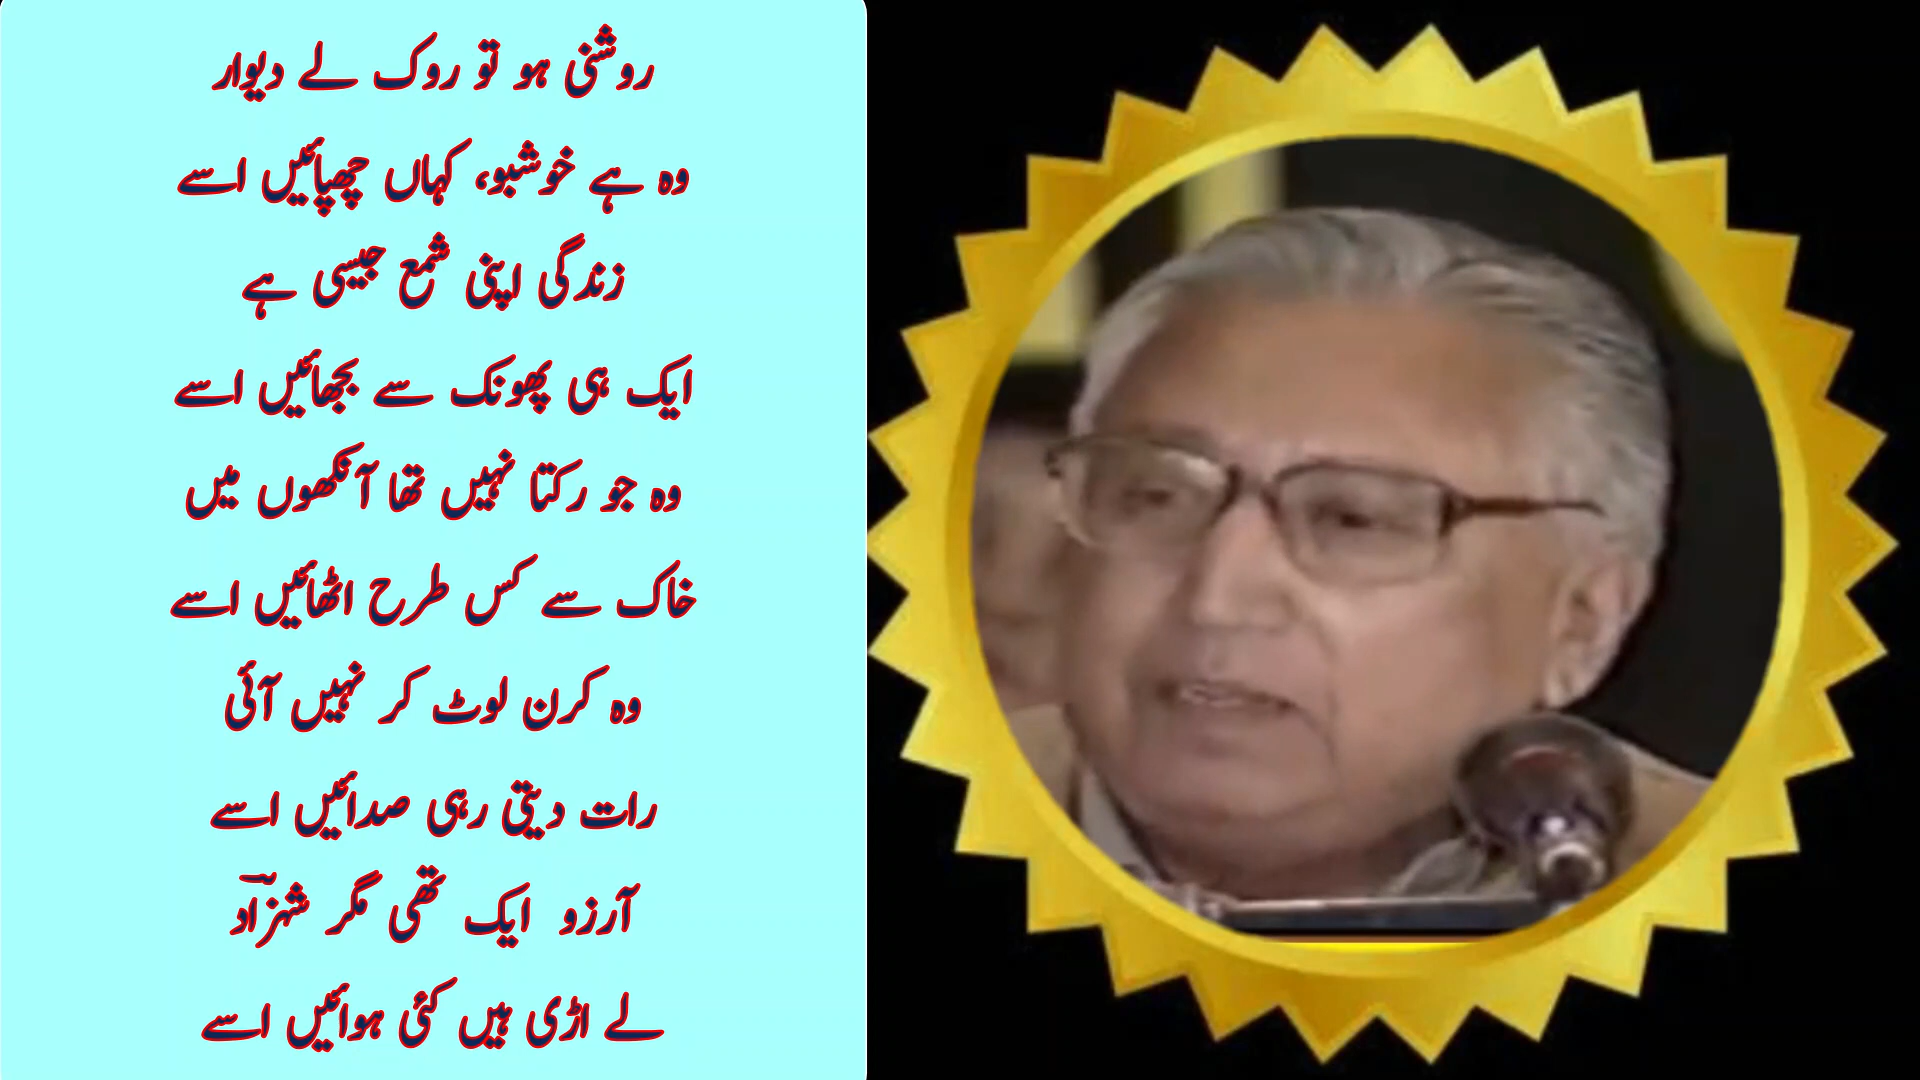 روشنی ہو تو روک لے دیوار
وہ ہے خوشبو، کہاں چھپائیں اسے
زندگی اپنی شمع جیسی ہے
ایک ہی پھونک سے بجھائیں اسے
وہ جو رکتا نہیں تھا آنکھوں میں
خاک سے کس طرح اٹھائیں اسے
وہ کرن لوٹ کر نہیں آئی
رات دیتی رہی صدائیں اسے
آرزو ایک تھی مگر شہزادؔ
لے اڑی ہیں کئی ہوائیں اسے